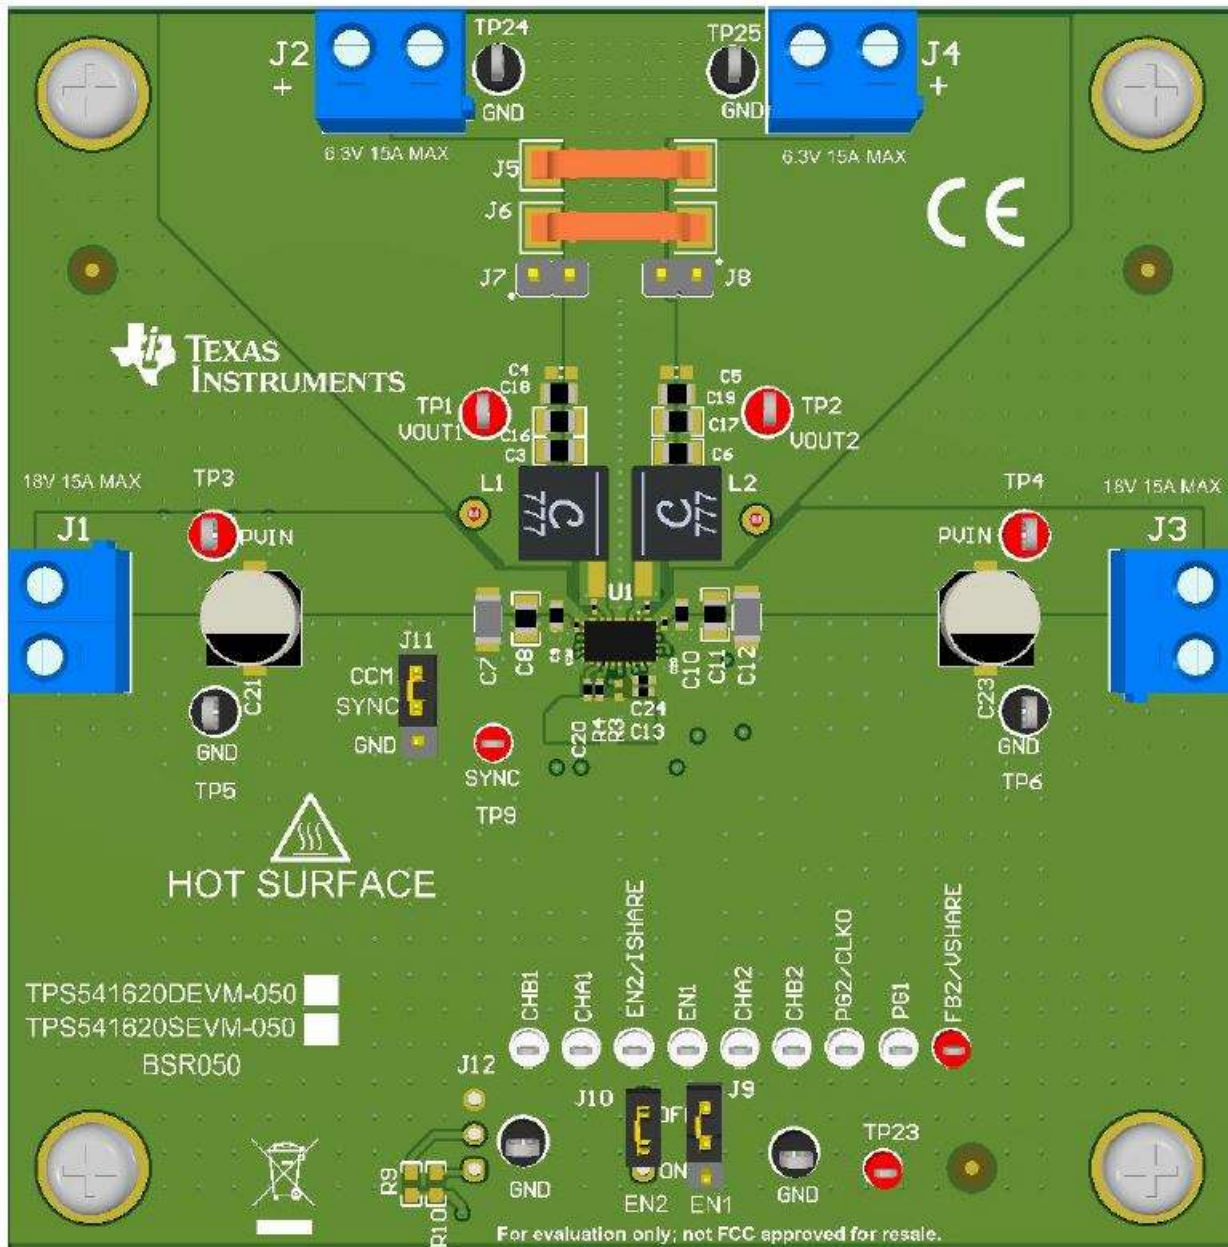 J2
+
TP24
GND
TP25
GND
J4
+
6.3V 15A MAX
6.3V 15A MAX
J5
J6
J7
J8
CE
TEXAS
INSTRUMENTS
C4
C18
C16
C3
C5
C19
C17
C6
TP1
VOUT1
TP2
VOUT2
18V 15A MAX
TP3
PVIN
L1
C
777
C
777
L2
TP4
PVIN
18V 15A MAX
J1
J3
U1
J11
CCM
SYNC
GND
C7
C8
C10
C11
C12
C21
C23
C24
C13
C20
R4
R3
GND
TP5
SYNC
TP9
GND
TP6
HOT SURFACE
CHB1
CHA1
EN2/ISHARE
EN1
CHA2
CHB2
PG2/CLKO
PG1
FB2/VSHARE
TPS541620DEVM-050
TPS541620SEVM-050
BSR050
J12
J10
J9
ON
EN2
EN1
GND
GND
TP23
R9
R10
For evaluation only; not FCC approved for resale.